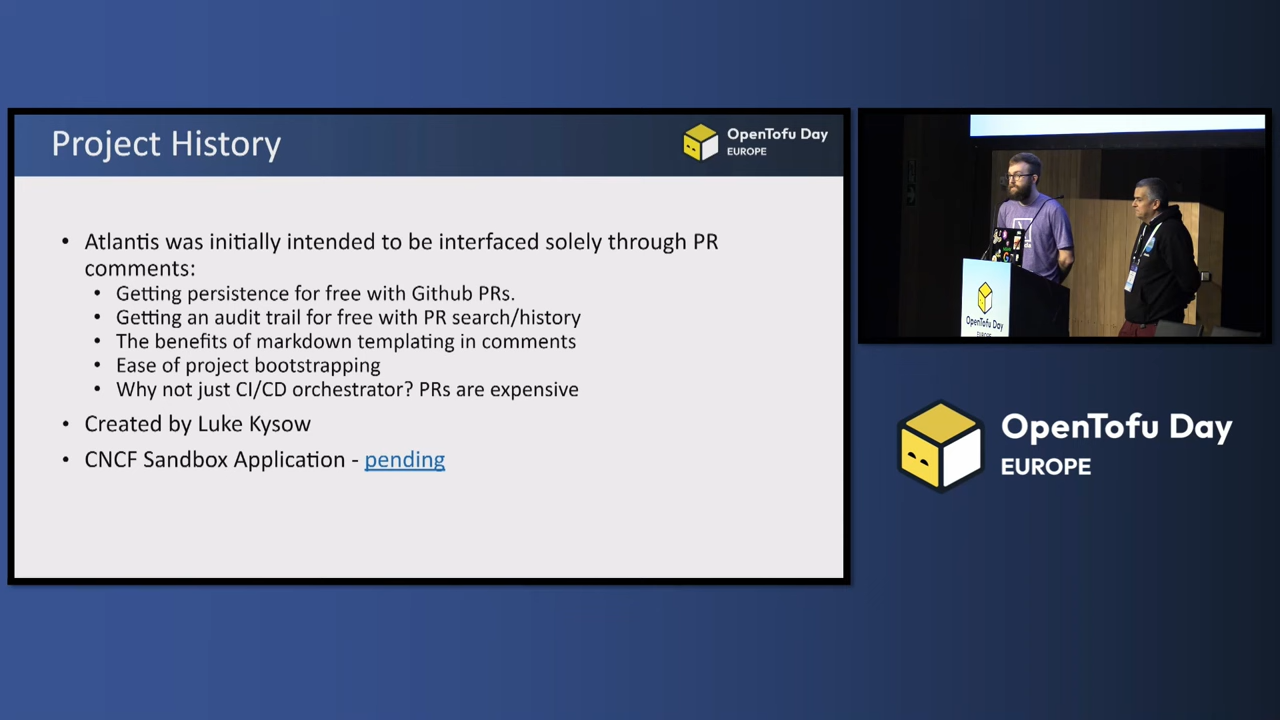 Project History
OpenTofu Day
EUROPE
• Atlantis was initially intended to be interfaced solely through PR
comments:
• Getting persistence for free with Github PRs.
• Getting an audit trail for free with PR search/history
• The benefits of markdown templating in comments
• Ease of project bootstrapping
• Why not just CI/CD orchestrator? PRs are expensive
• Created by Luke Kysow
• CNCF Sandbox Application - pending
OpenTofu Day
EUROPE
OpenTofu Day
EUROPE